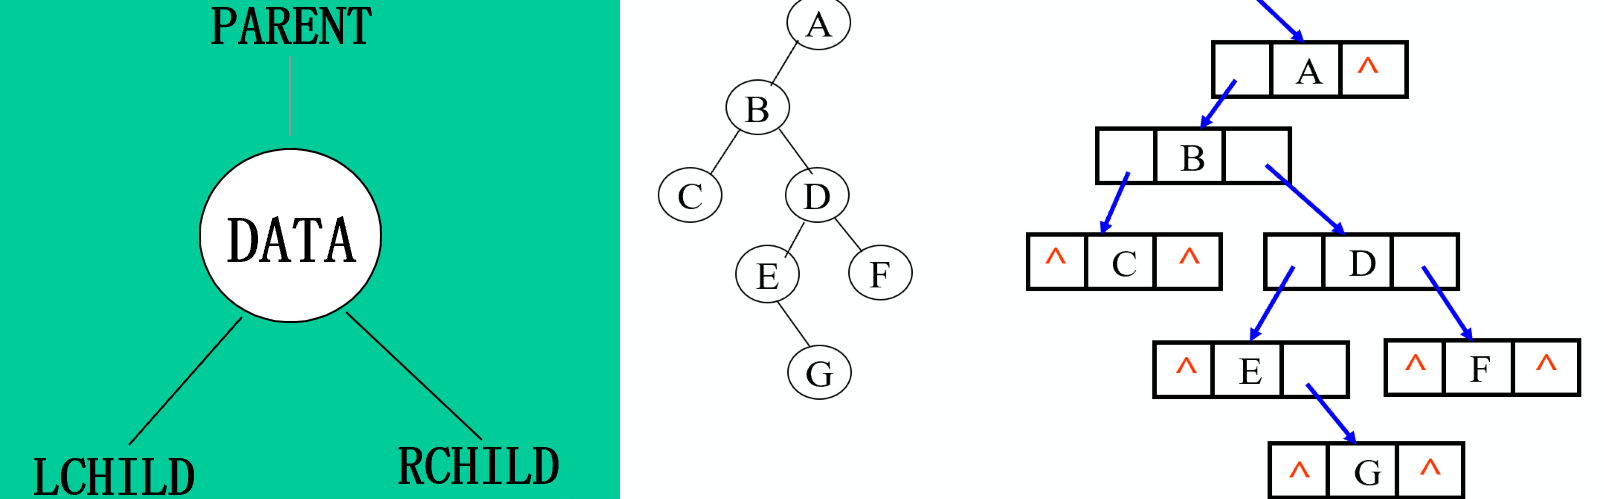 PARENT
DATA
LCHILD
RCHILD
A
B
C
D
E
F
G
A ^
B
^ C ^
D
^ E
^ F ^
^ G ^